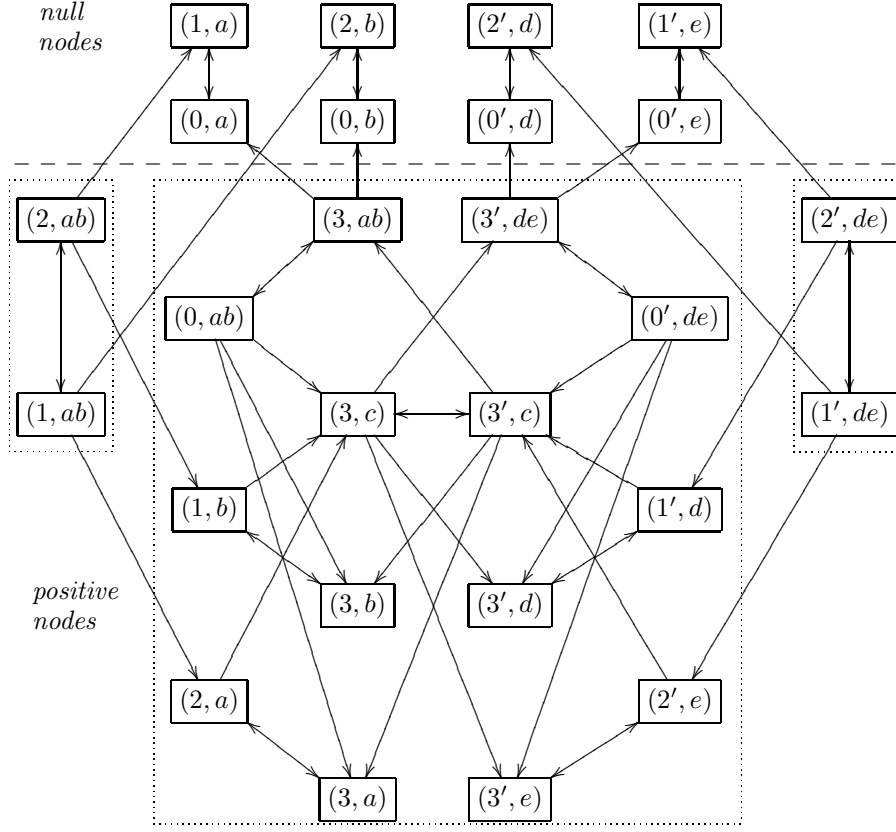 null
nodes
(1, a) (2, b) (2′, d) (1′, e)
(0, a) (0, b) (0′, d) (0′, e)
(2, ab) (3, ab) (3′, de) (2′, de)
(0, ab) (0′, de)
(1, ab) (3, c) (3′, c) (1′, de)
(1, b) (1′, d)
positive
nodes
(3, b) (3′, d)
(2, a) (2′, e)
(3, a) (3′, e)